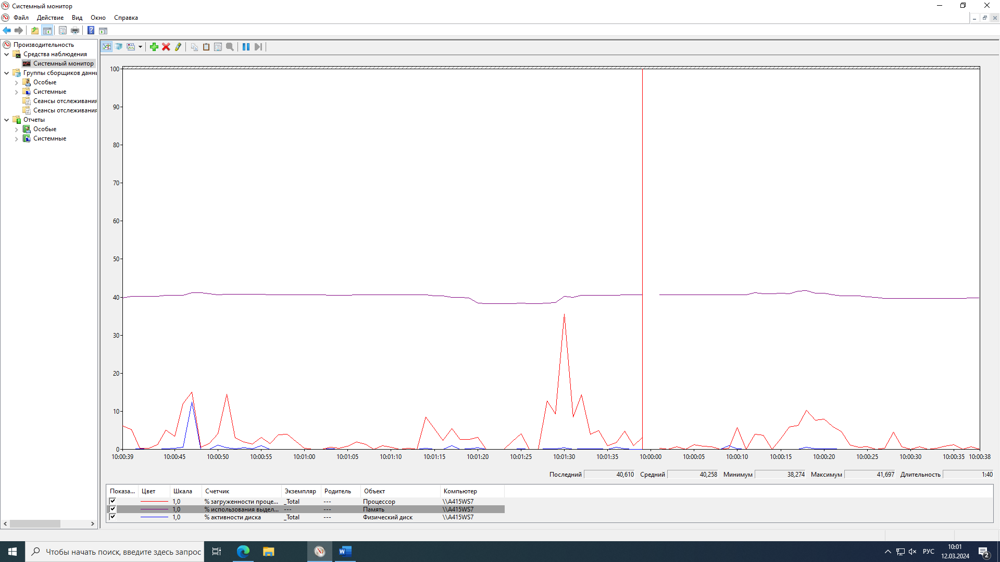 Системный монитор
Файл Действие Вид Окно Справка
Производительность
Средства наблюдения
Системный монитор
Группы сборщиков даннь
Особые
Системные
Сеансы отслеживания
Сеансы отслеживания
Отчеты
Особые
Системные
100
90
80
70
60
50
40
30
20
10
0
10:00:39 10:00:45 10:00:50 10:00:55 10:01:00 10:01:05 10:01:10 10:01:15 10:01:20 10:01:25 10:01:30 10:01:35 10:00:00 10:00:05 10:00:10 10:00:15 10:00:20 10:00:25 10:00:30 10:00:35 10:00:38
Последний 40,610 Средний 40,258 Минимум 38,274 Максимум 41,697 Длительность 1:40
Показа... Цвет Шкала Счетчик Экземпляр Родитель Объект Компьютер
1,0 % загруженности проце... _Total --- Процессор \\A415WS7
1,0 % использования выдел... --- --- Память \\A415WS7
1,0 % активности диска _Total --- Физический диск \\A415WS7
Чтобы начать поиск, введите здесь запрос
РУС
10:01
12.03.2024
2